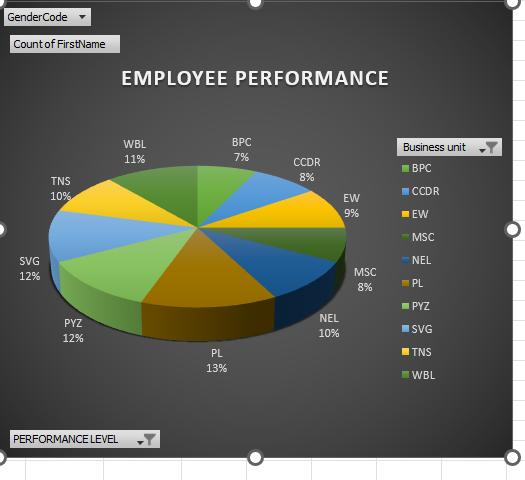 GenderCode
Count of FirstName
EMPLOYEE PERFORMANCE
WBL
11%
BPC
7%
CCDR
8%
TNS
10%
EW
9%
SVG
12%
MSC
8%
PYZ
12%
NEL
10%
PL
13%
Business unit
BPC
CCDR
EW
MSC
NEL
PL
PYZ
SVG
TNS
WBL
PERFORMANCE LEVEL